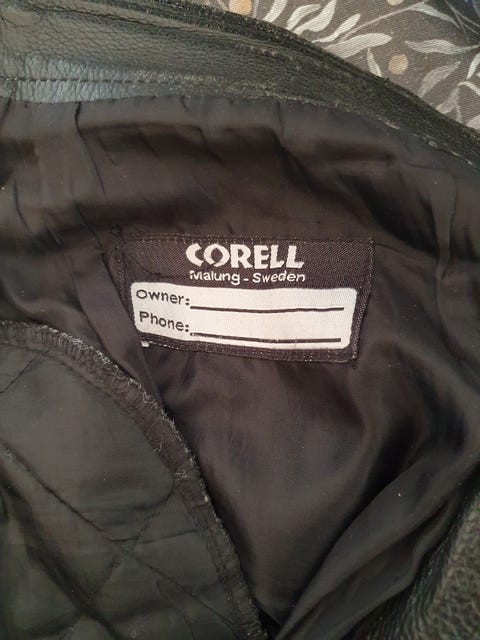 CORELL
Malung - Sweden
Owner:
Phone: